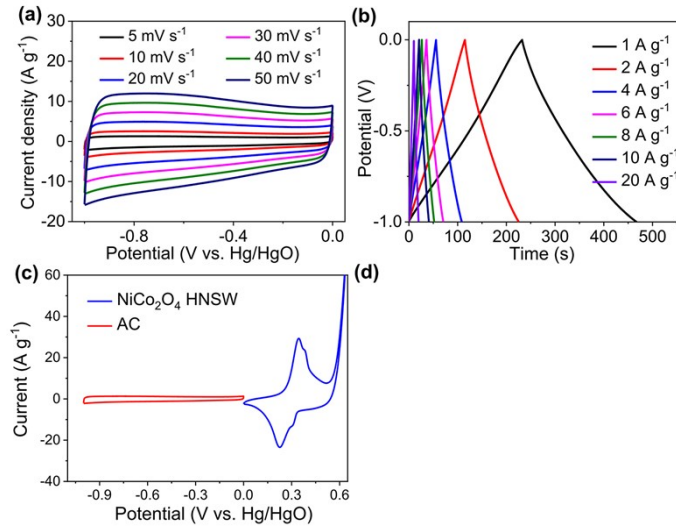 (a)
5 mV s⁻¹ 30 mV s⁻¹
10 mV s⁻¹ 40 mV s⁻¹
20 mV s⁻¹ 50 mV s⁻¹
20
15
10
5
0
-5
-10
-15
-20
Current density (A g⁻¹)
-0.8 -0.4 0.0
Potential (V vs. Hg/HgO)
(b)
1 A g⁻¹
2 A g⁻¹
4 A g⁻¹
6 A g⁻¹
8 A g⁻¹
10 A g⁻¹
20 A g⁻¹
0.0
-0.5
-1.0
Potential (V)
0 100 200 300 400 500
Time (s)
(c)
NiCo₂O₄ HNSW
AC
60
40
20
0
-20
-40
Current (A g⁻¹)
-0.9 -0.6 -0.3 0.0 0.3 0.6
Potential (V vs. Hg/HgO)
(d)